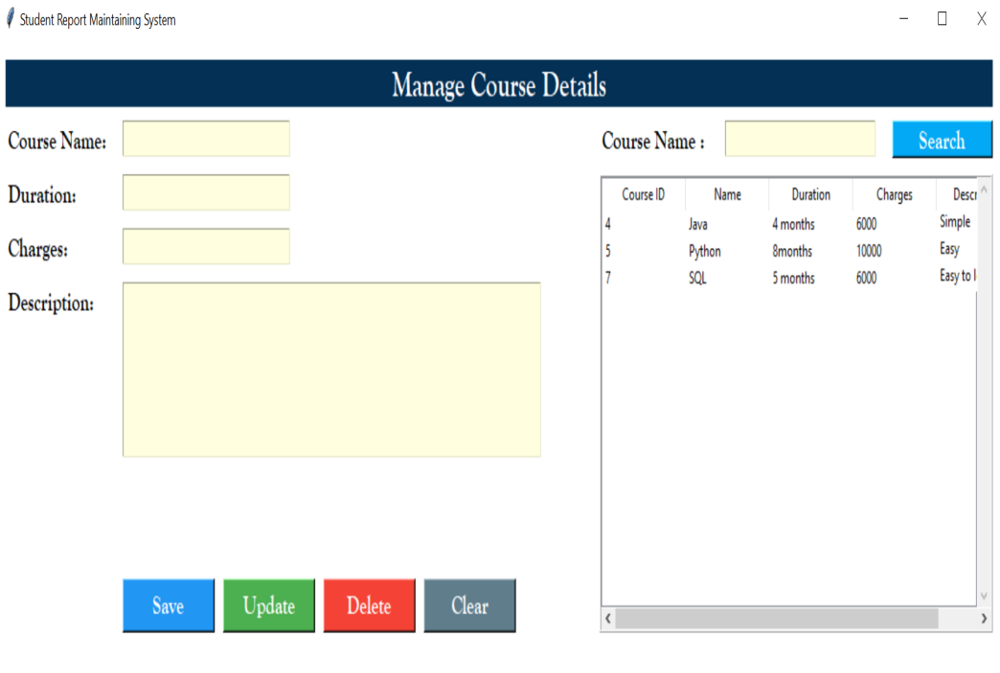 Student Report Maintaining System
Manage Course Details
Course Name:
Duration:
Charges:
Description:
Save Update Delete Clear
Course Name : Search
Course ID Name Duration Charges Descr
4 Java 4 months 6000 Simple
5 Python 8months 10000 Easy
7 SQL 5 months 6000 Easy to l